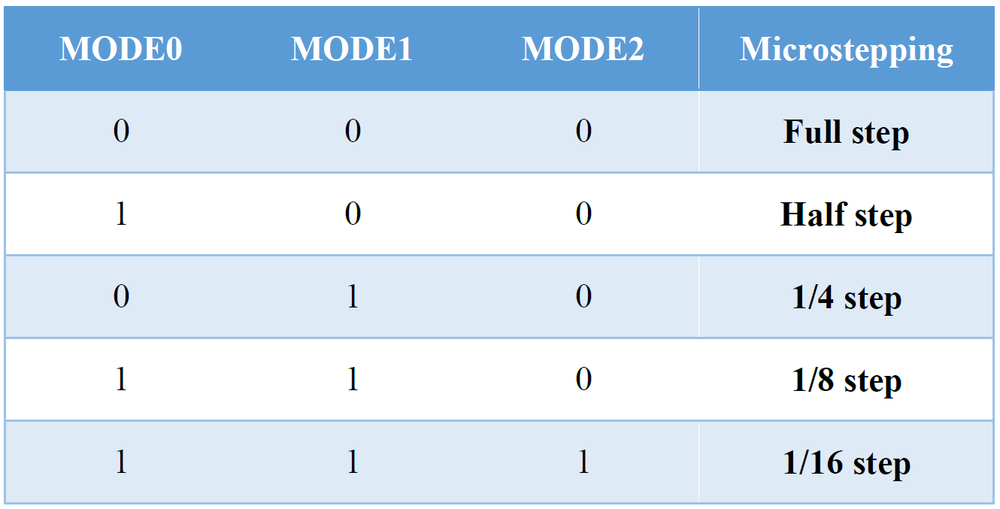 MODE0 MODE1 MODE2 Microstepping
0 0 0 Full step
1 0 0 Half step
0 1 0 1/4 step
1 1 0 1/8 step
1 1 1 1/16 step